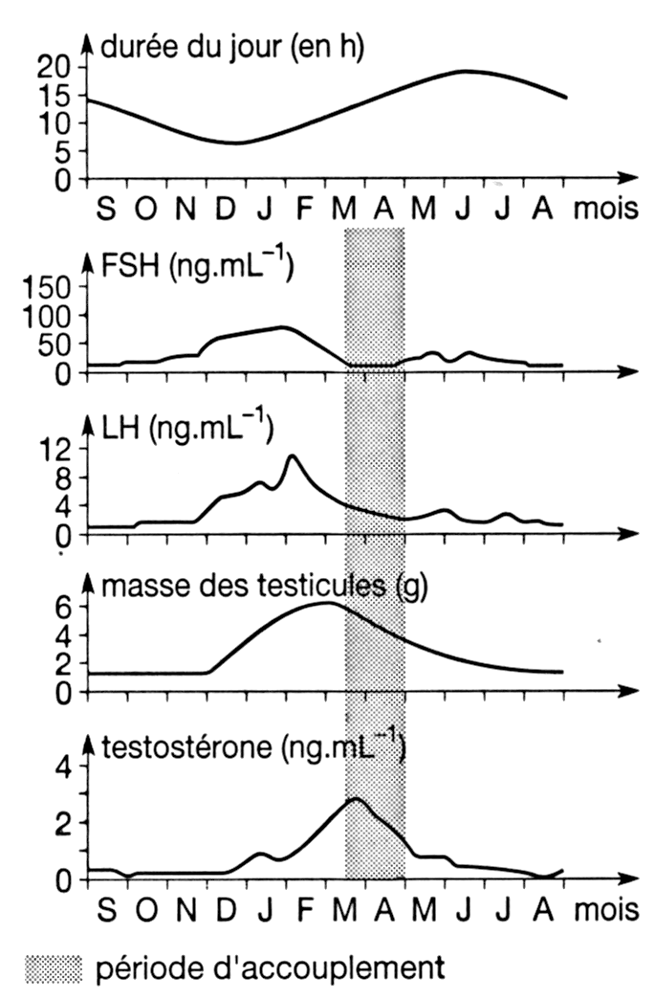 durée du jour (en h)
20
15
10
5
0
S O N D J F M A M J J A mois
FSH (ng.mL⁻¹)
150
100
50
0
LH (ng.mL⁻¹)
12
8
4
0
masse des testicules (g)
6
4
2
0
testostérone (ng.mL⁻¹)
4
2
0
S O N D J F M A M J J A mois
période d'accouplement